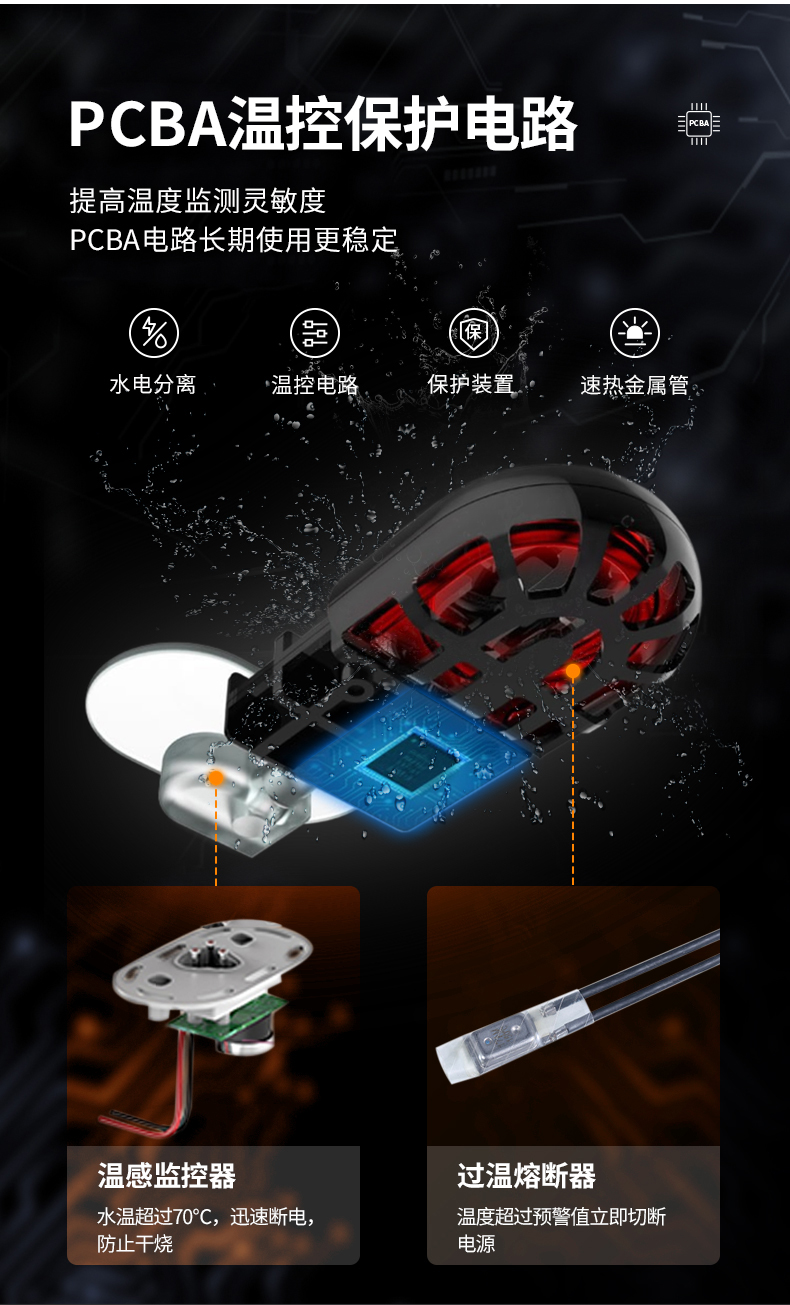 PCBA温控保护电路
PCBA
提高温度监测灵敏度
PCBA电路长期使用更稳定
保
水电分离
温控电路
保护装置
速热金属管
温感监控器
水温超过70℃，迅速断电，
防止干烧
过温熔断器
温度超过预警值立即切断
电源